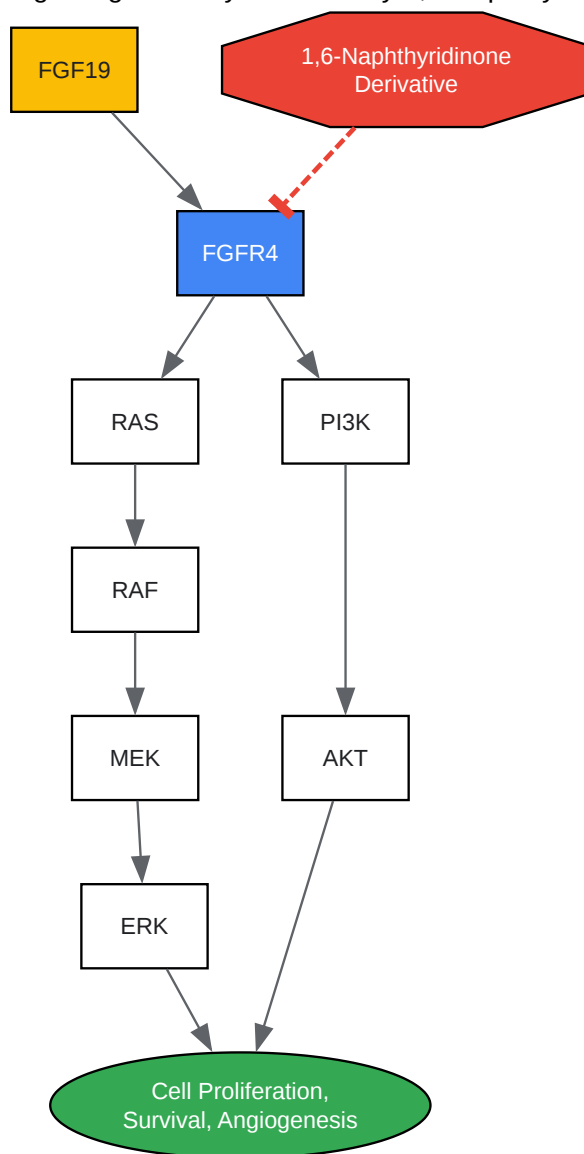 FGF19
1,6-Naphthyridinone
Derivative
FGFR4
RAS
PI3K
RAF
MEK
AKT
ERK
Cell Proliferation,
Survival, Angiogenesis